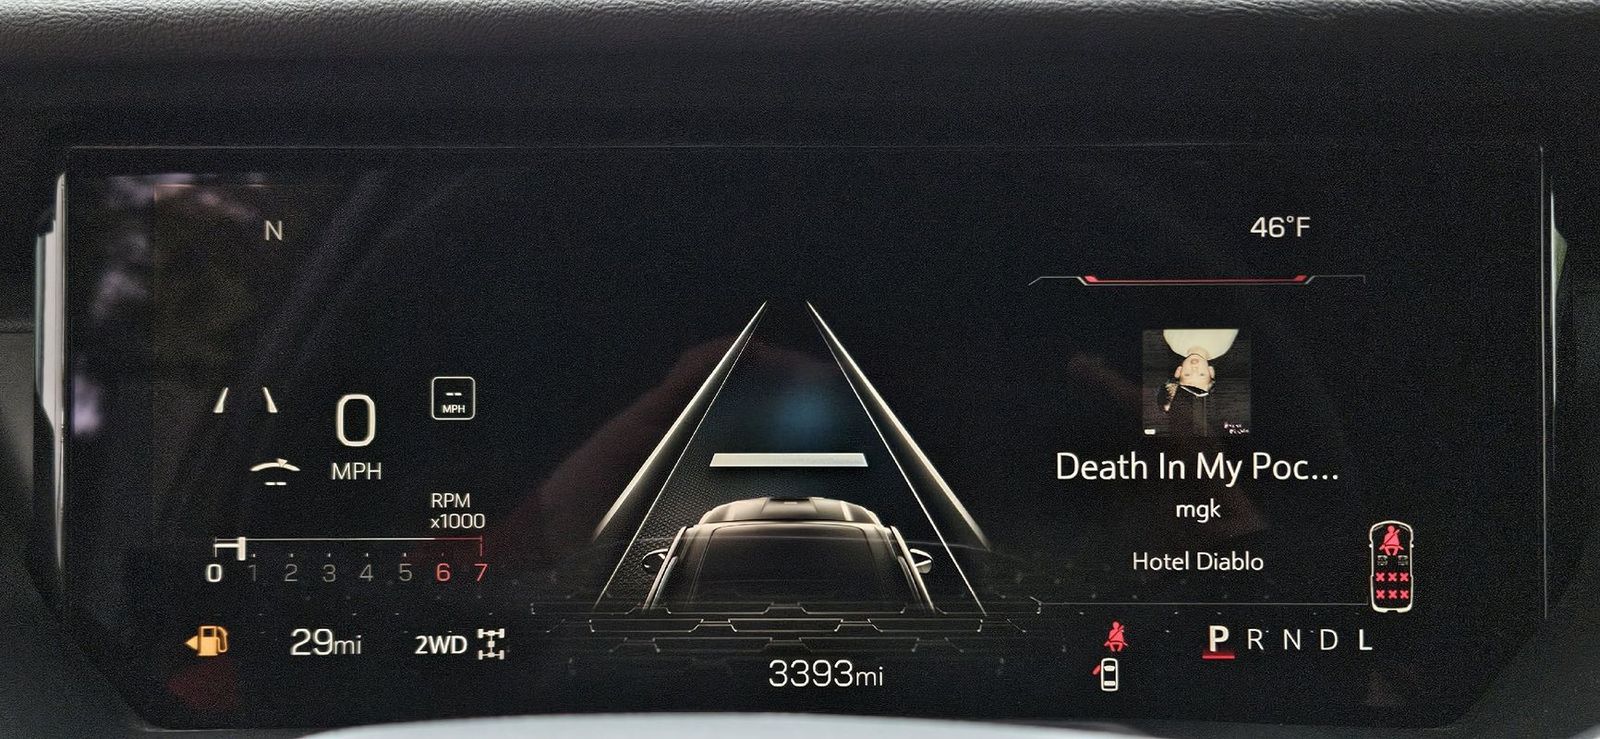 N
46°F
0
MPH
--
MPH
--
RPM
x1000
0 1 2 3 4 5 6 7
Death In My Poc...
mgk
Hotel Diablo
29mi
2WD
3393mi
P R N D L